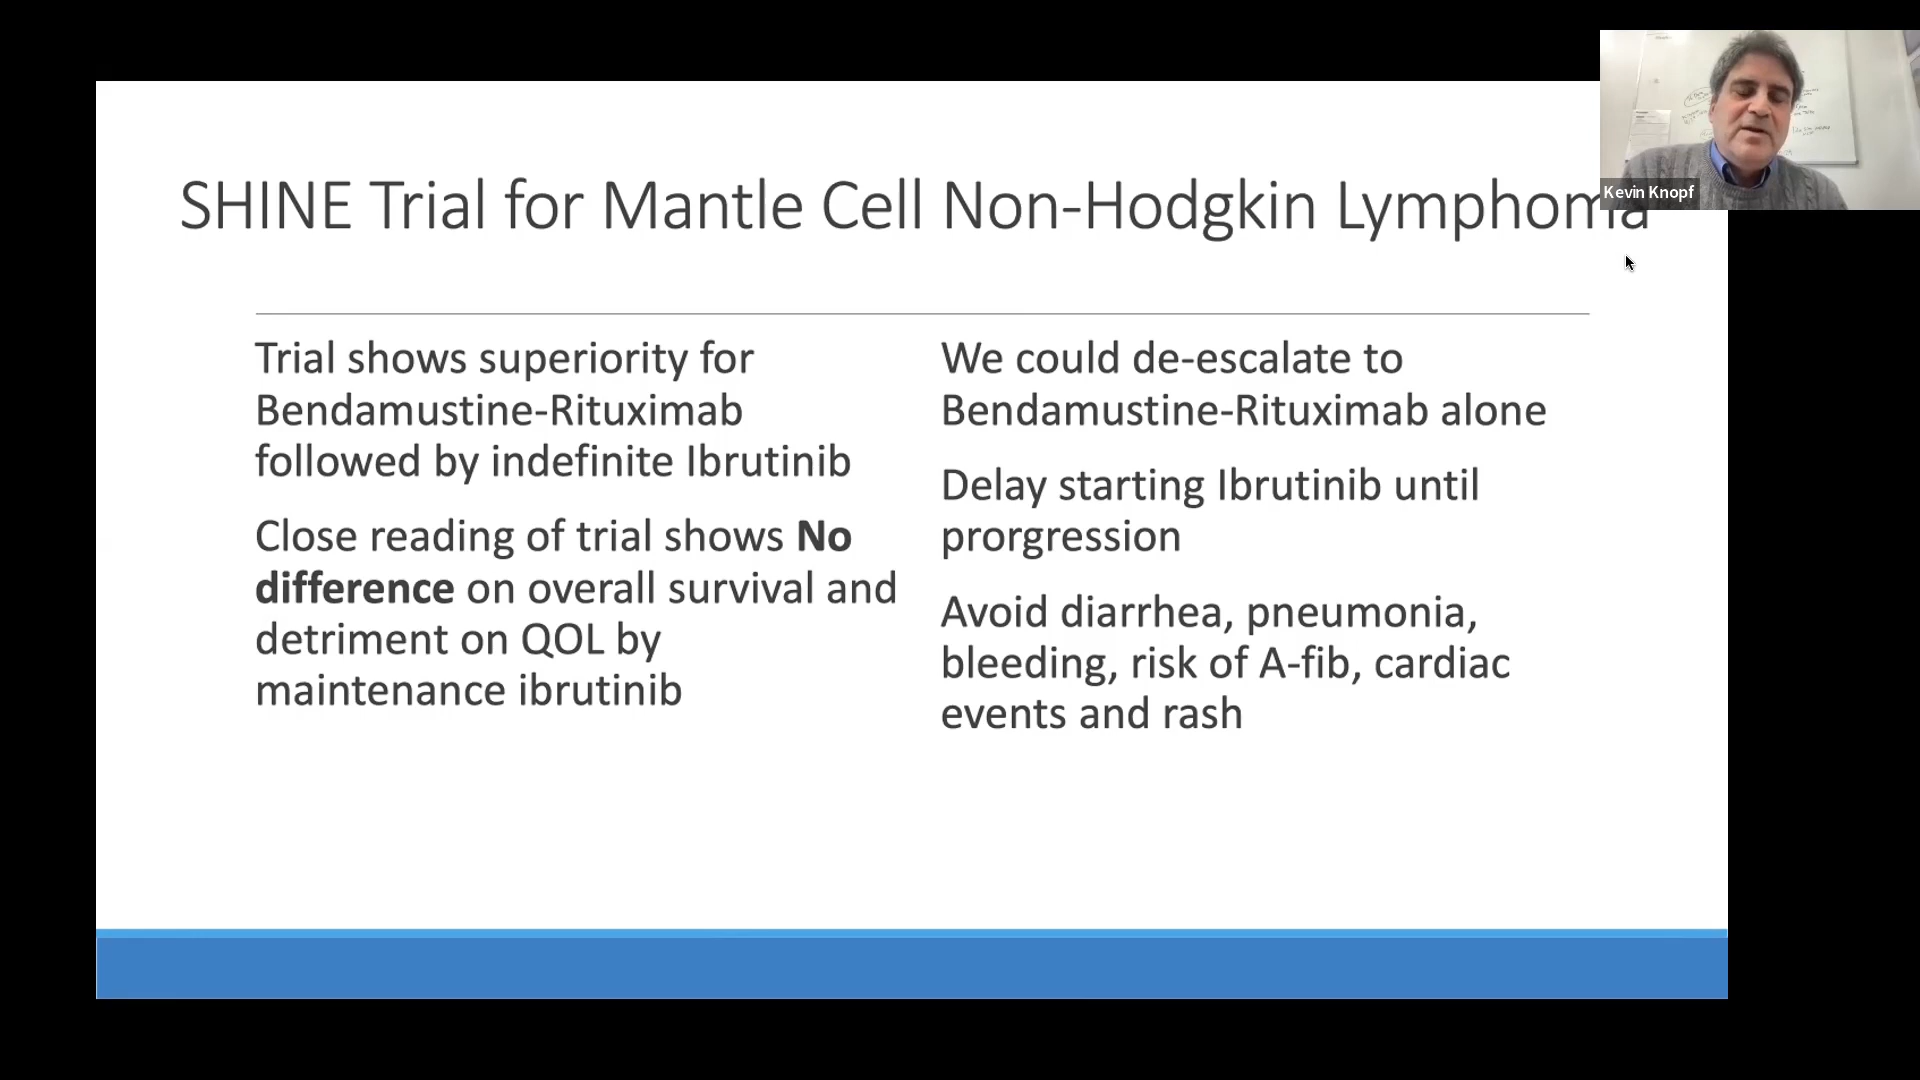 SHINE Trial for Mantle Cell Non-Hodgkin Lymphoma
Kevin Knopf
Trial shows superiority for
Bendamustine-Rituximab
followed by indefinite Ibrutinib
Close reading of trial shows No
difference on overall survival and
detriment on QOL by
maintenance ibrutinib
We could de-escalate to
Bendamustine-Rituximab alone
Delay starting Ibrutinib until
prorgression
Avoid diarrhea, pneumonia,
bleeding, risk of A-fib, cardiac
events and rash